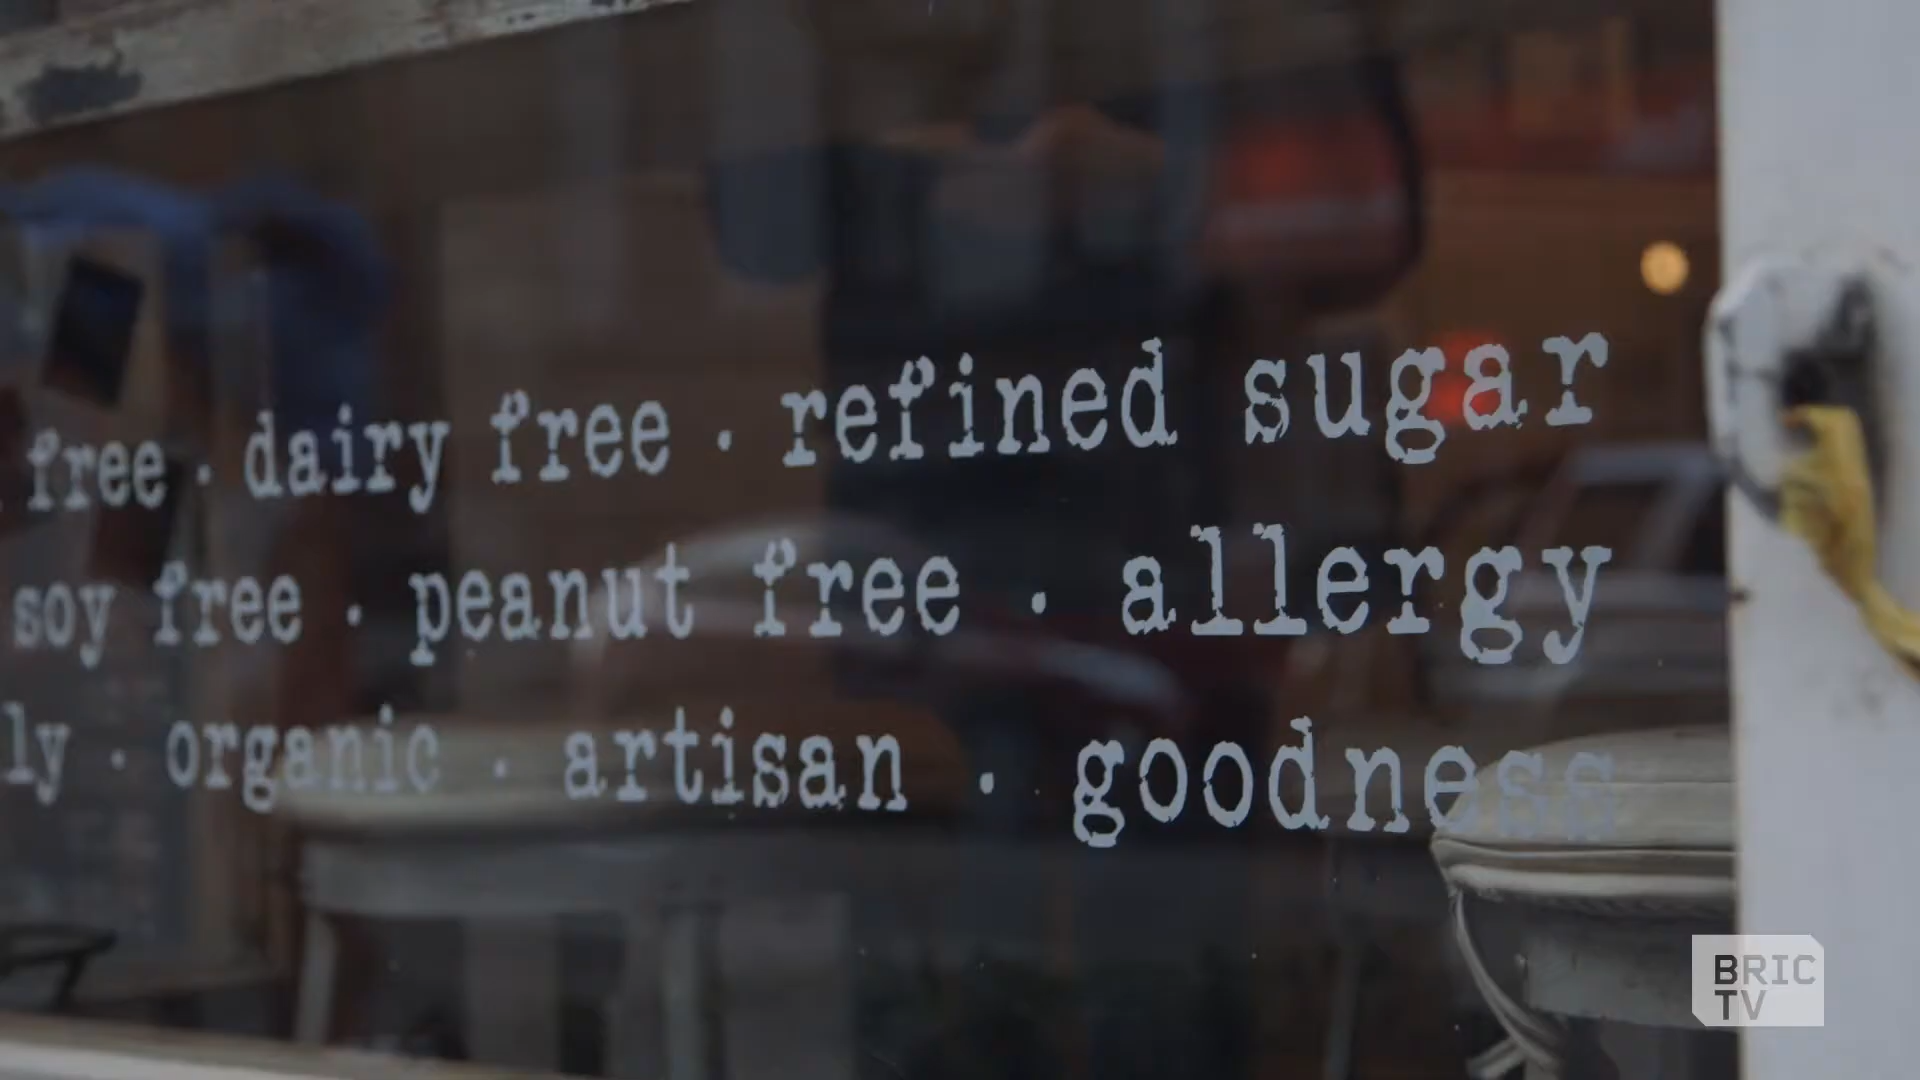 free · dairy free · refined sugar
soy free · peanut free · allergy
ly · organic · artisan · goodness
BRIC
TV